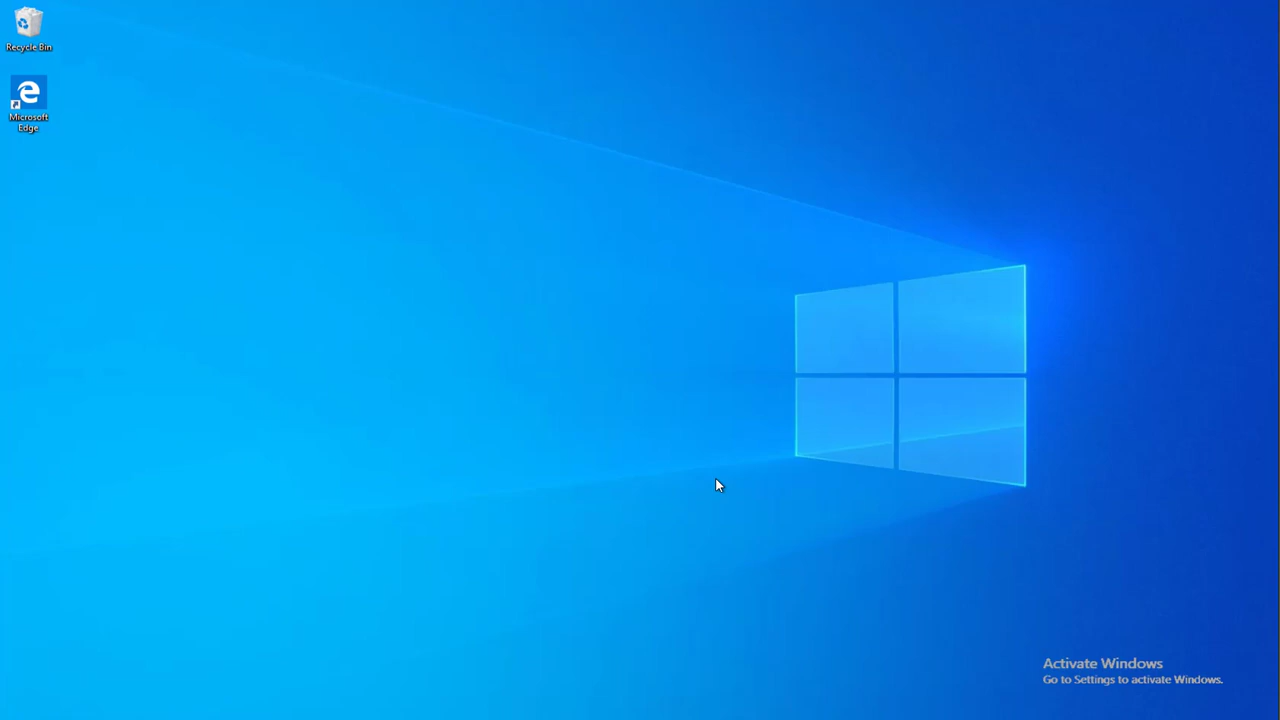 Recycle Bin
Microsoft
Edge
Activate Windows
Go to Settings to activate Windows.